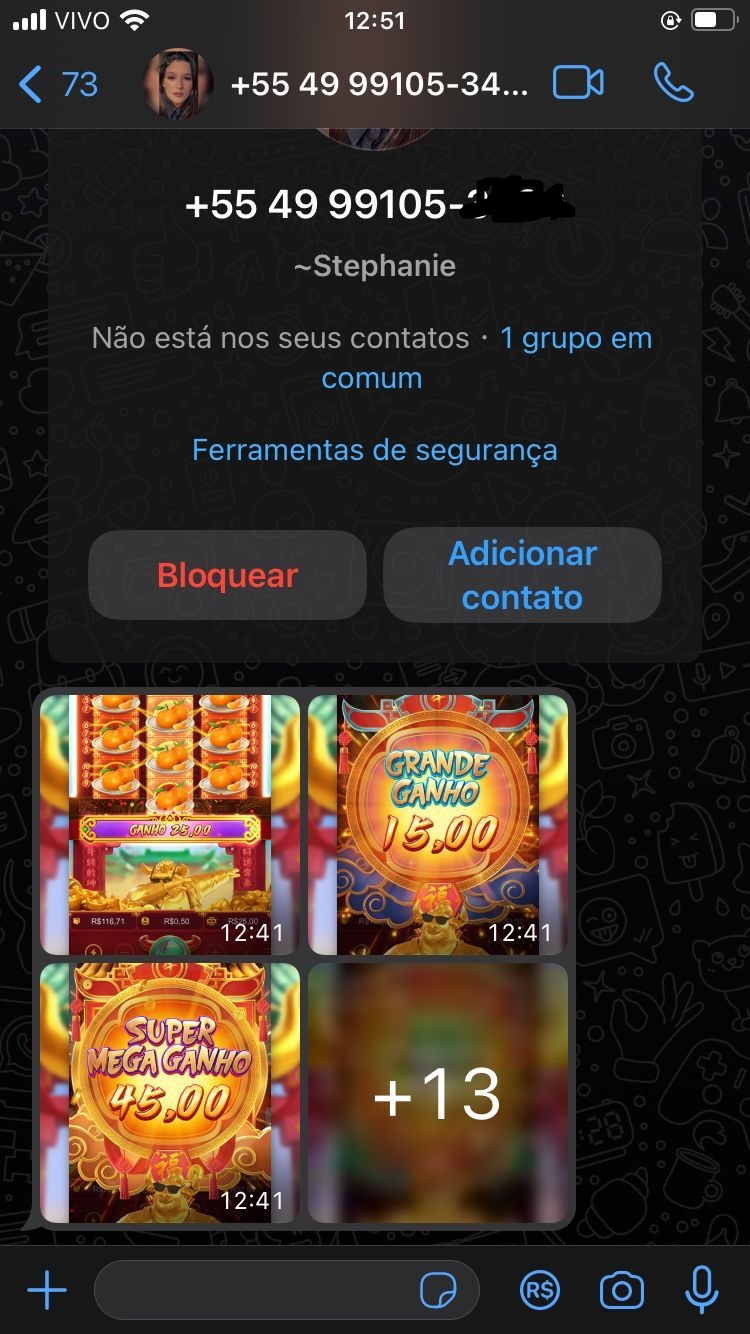 VIVO 12:51
73 +55 49 99105-34...
+55 49 99105-
~Stephanie
Não está nos seus contatos · 1 grupo em
comum
Ferramentas de segurança
Bloquear
Adicionar
contato
GANHO 25,00
R$116,71 R$0,50 R$25,00
12:41
GRANDE
GANHO
15,00
福
12:41
SUPER
MEGA GANHO
45,00
福
12:41
+13
R$